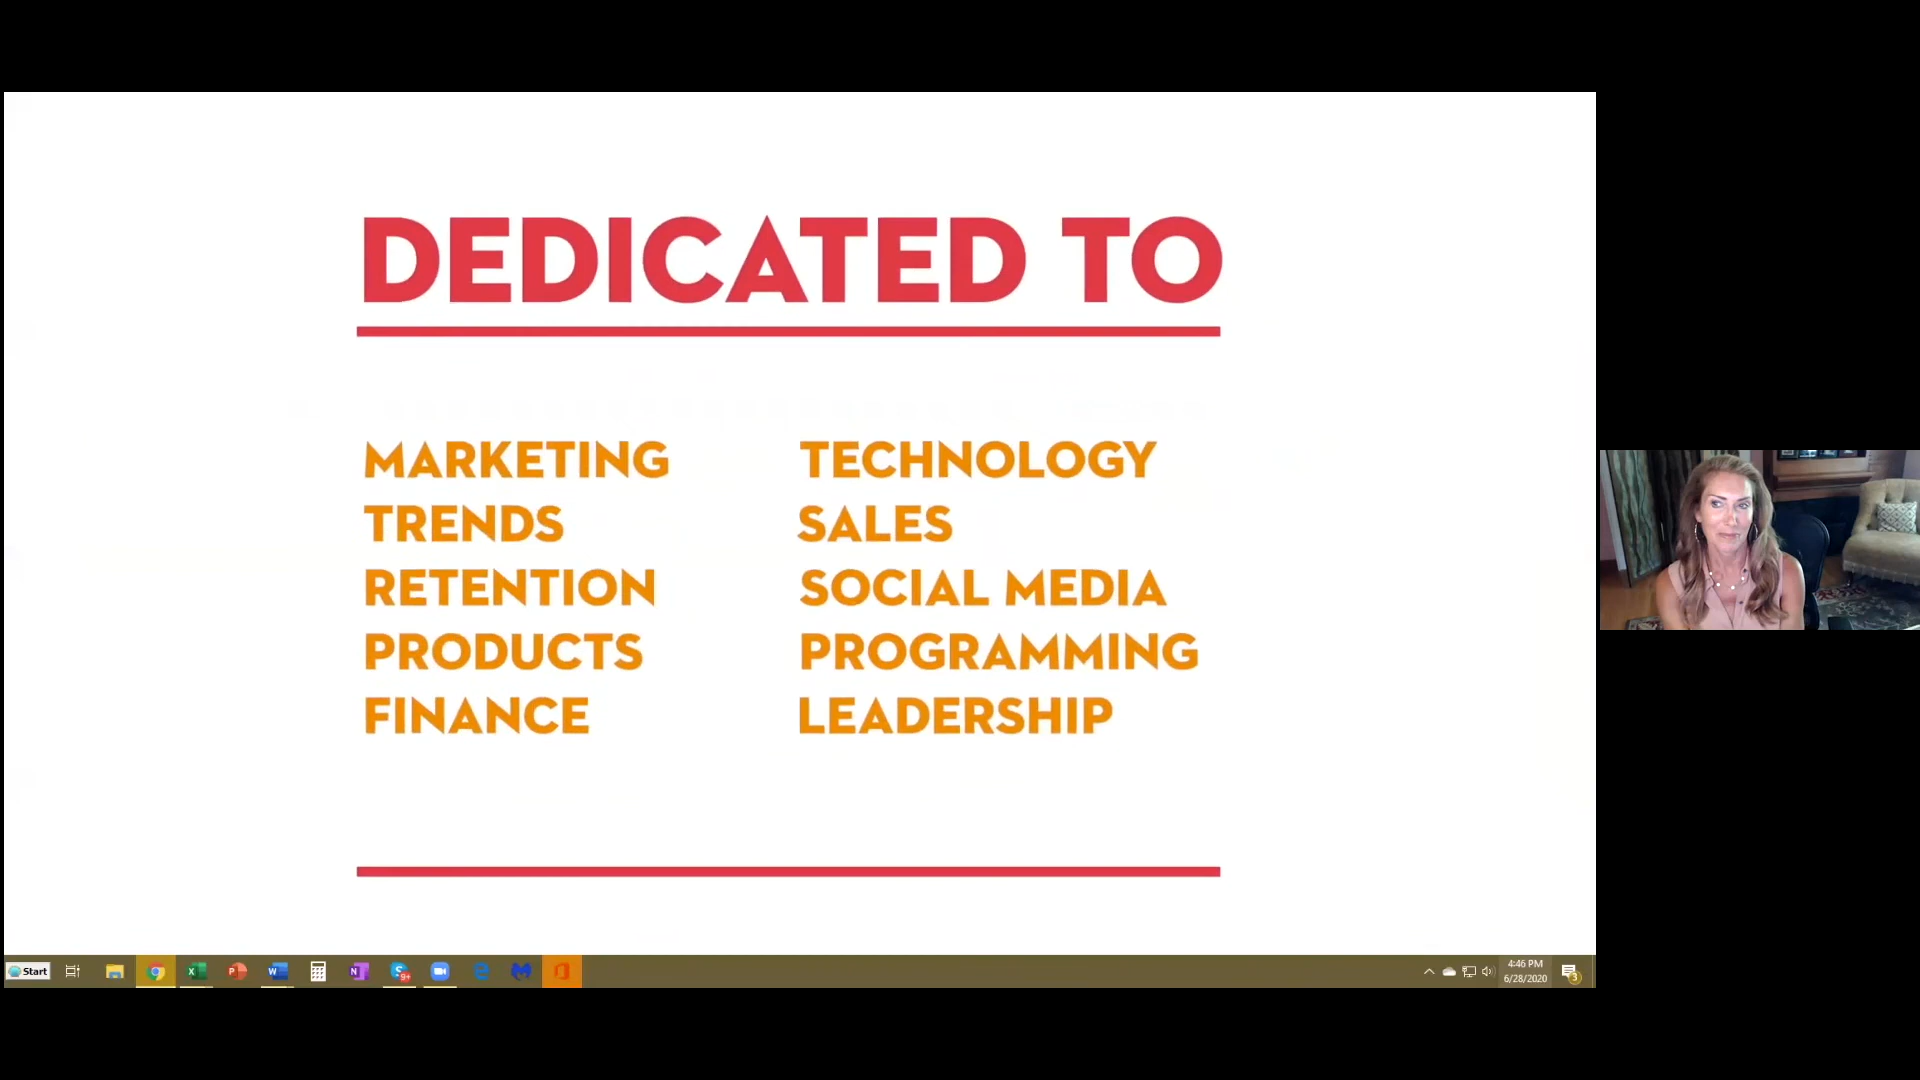 DEDICATED TO
MARKETING
TRENDS
RETENTION
PRODUCTS
FINANCE
TECHNOLOGY
SALES
SOCIAL MEDIA
PROGRAMMING
LEADERSHIP
Start
4:46 PM
6/28/2020